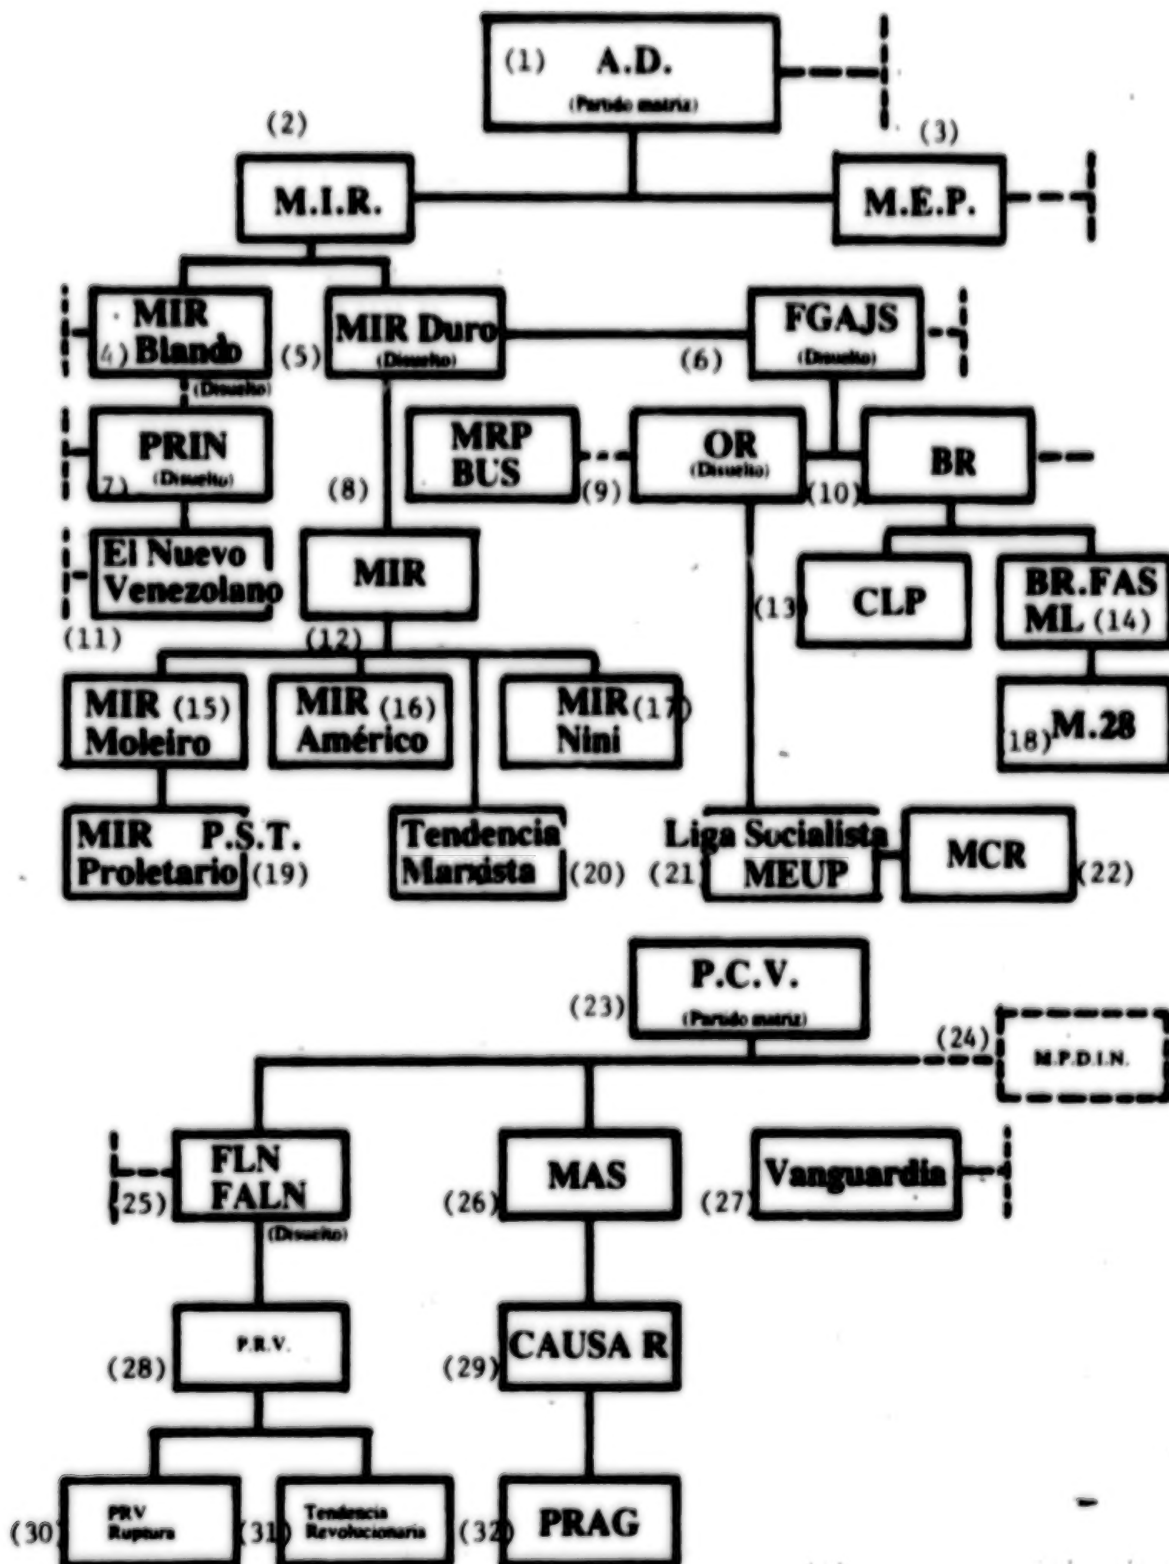 (1) A.D.
(Partido matriz)
(2)
(3)
M.I.R.
M.E.P.
MIR
4) Blando
(Disuelto)
(5) MIR Duro
(Disuelto)
(6) FGAJS
(Disuelto)
PRIN
(Disuelto)
(7)
(8)
MRP
BUS
(9)
OR
(Disuelto)
(10)
BR
El Nuevo
Venezolano
(11)
MIR
(12)
(13) CLP
BR.FAS
ML (14)
MIR (15)
Moleiro
MIR (16)
Américo
MIR (17)
Nini
18) M.28
MIR P.S.T.
Proletario (19)
Tendencia
Marxista (20)
Liga Socialista
(21) MEUP
MCR (22)
P.C.V.
(23)
(Partido matriz)
(24)
M.P.D.I.N.
FLN
FALN
(25)
(Disuelto)
MAS
(26)
Vanguardia
(27)
P.R.V.
(28)
CAUSA R
(29)
PRV
Ruptura
(30)
Tendencia
Revolucionaria
(31)
PRAG
(32)